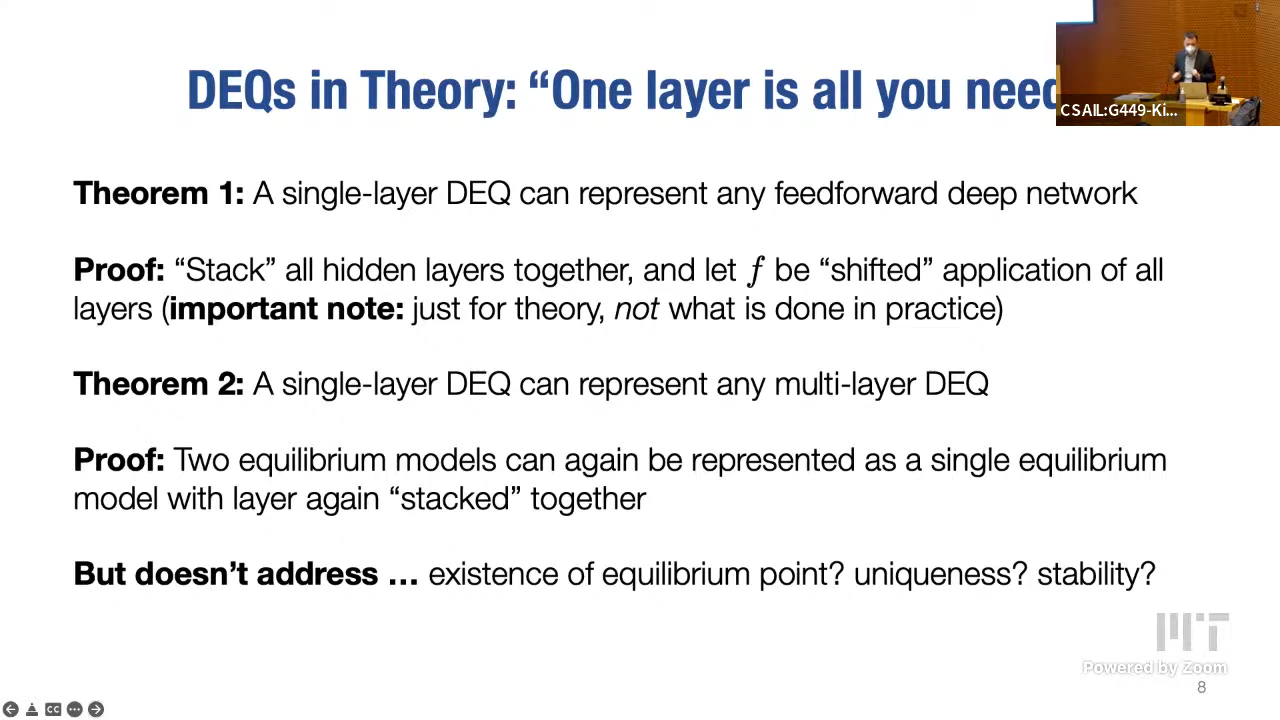 DEQs in Theory: “One layer is all you need
CSAIL:G449-Ki...
Theorem 1: A single-layer DEQ can represent any feedforward deep network
Proof: “Stack” all hidden layers together, and let f be “shifted” application of all
layers (important note: just for theory, not what is done in practice)
Theorem 2: A single-layer DEQ can represent any multi-layer DEQ
Proof: Two equilibrium models can again be represented as a single equilibrium
model with layer again “stacked” together
But doesn’t address … existence of equilibrium point? uniqueness? stability?
MIT
Powered by Zoom
8
CC